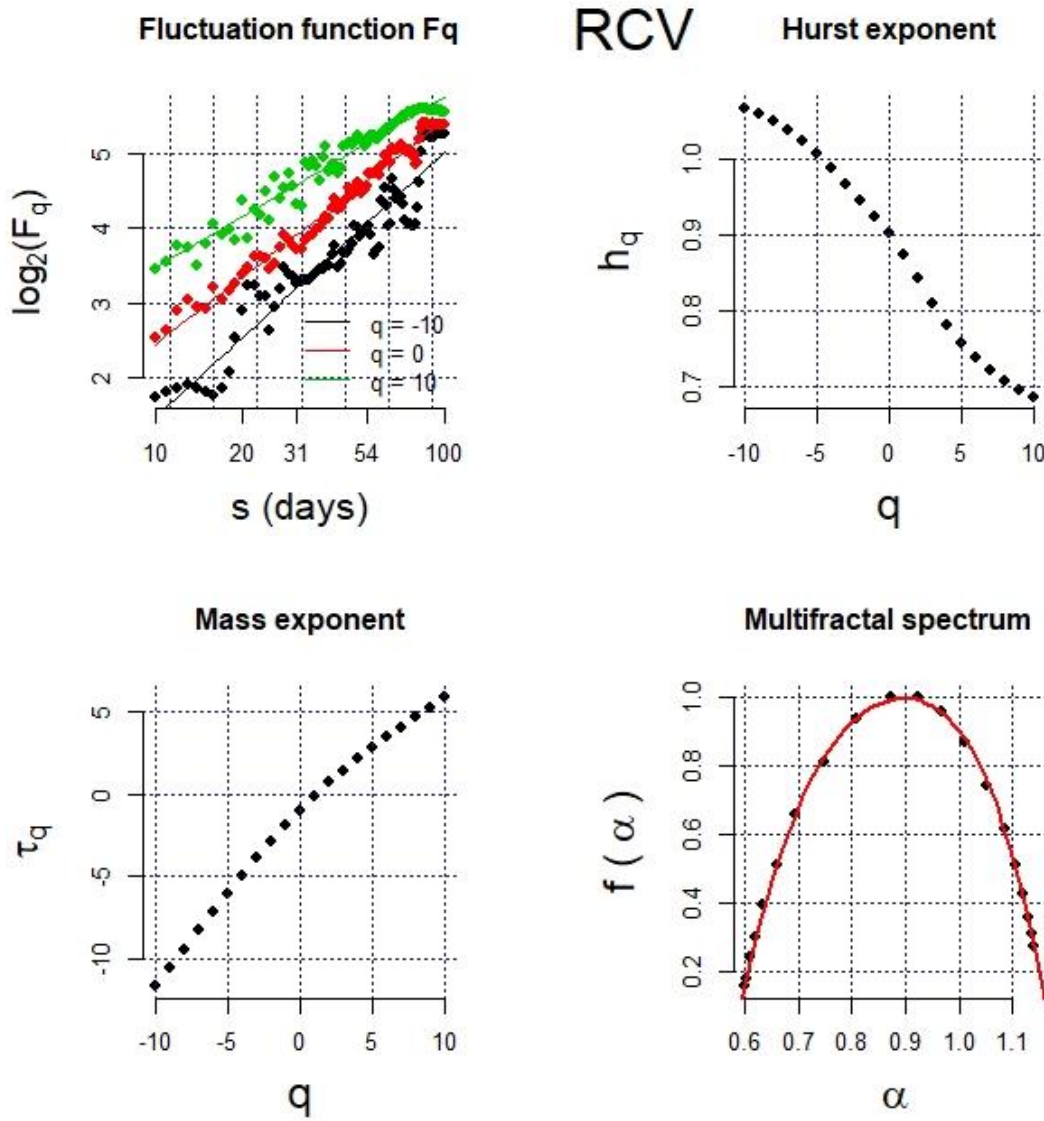 RCV
Fluctuation function Fq
log₂(F_q)
5
4
3
2
q = -10
q = 0
q = 10
10 20 31 54 100
s (days)
Hurst exponent
h_q
1.0
0.9
0.8
0.7
-10 -5 0 5 10
q
Mass exponent
τ_q
5
0
-5
-10
-10 -5 0 5 10
q
Multifractal spectrum
f ( α )
1.0
0.8
0.6
0.4
0.2
0.6 0.7 0.8 0.9 1.0 1.1
α